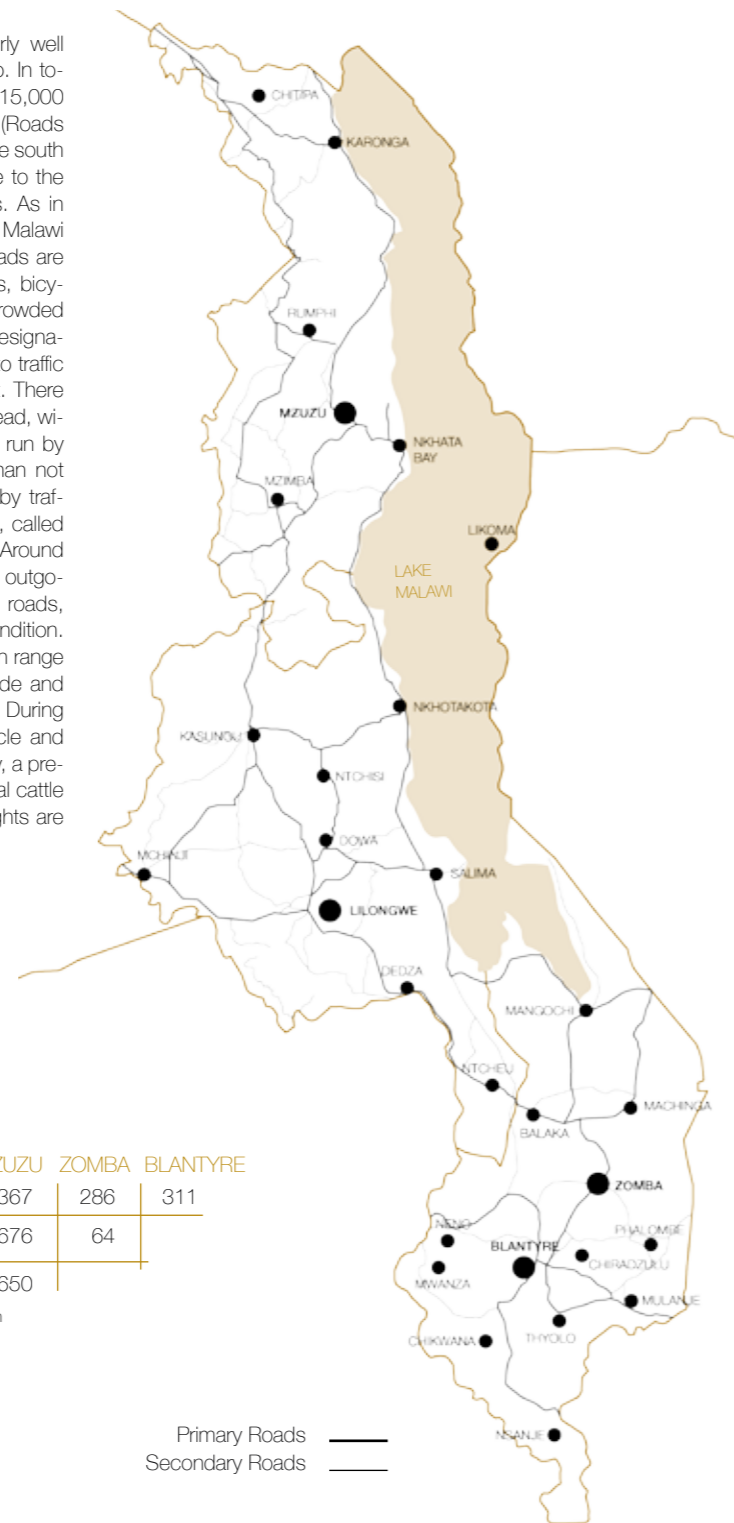 rly well
o. In to-
15,000
(Roads
e south
e to the
s. As in
Malawi
ads are
s, bicy-
rowded
esigna-
o traffic
. There
ead, wi-
run by
nan not
by traf-
, called
Around
outgo-
roads,
ndition.
n range
de and
During
cle and
, a pre-
al cattle
ghts are
CHITIPA
KARONGA
RUMPHI
MZUZU
NKHATA
BAY
MZIMBA
LIKOMA
LAKE
MALAWI
NKHOTAKOTA
KASUNGU
NTCHISI
DOWA
MCHINJI
SALIMA
LILONGWE
DEDZA
MANGOCHI
NTCHEU
MACHINGA
BALAKA
ZOMBA
NENO
PHALOMBE
BLANTYRE
CHIRADZULU
MWANZA
MULANJE
THYOLO
CHIKWANA
NSANJE
ZUZU ZOMBA BLANTYRE
367 286 311
676 64
650
Primary Roads
Secondary Roads